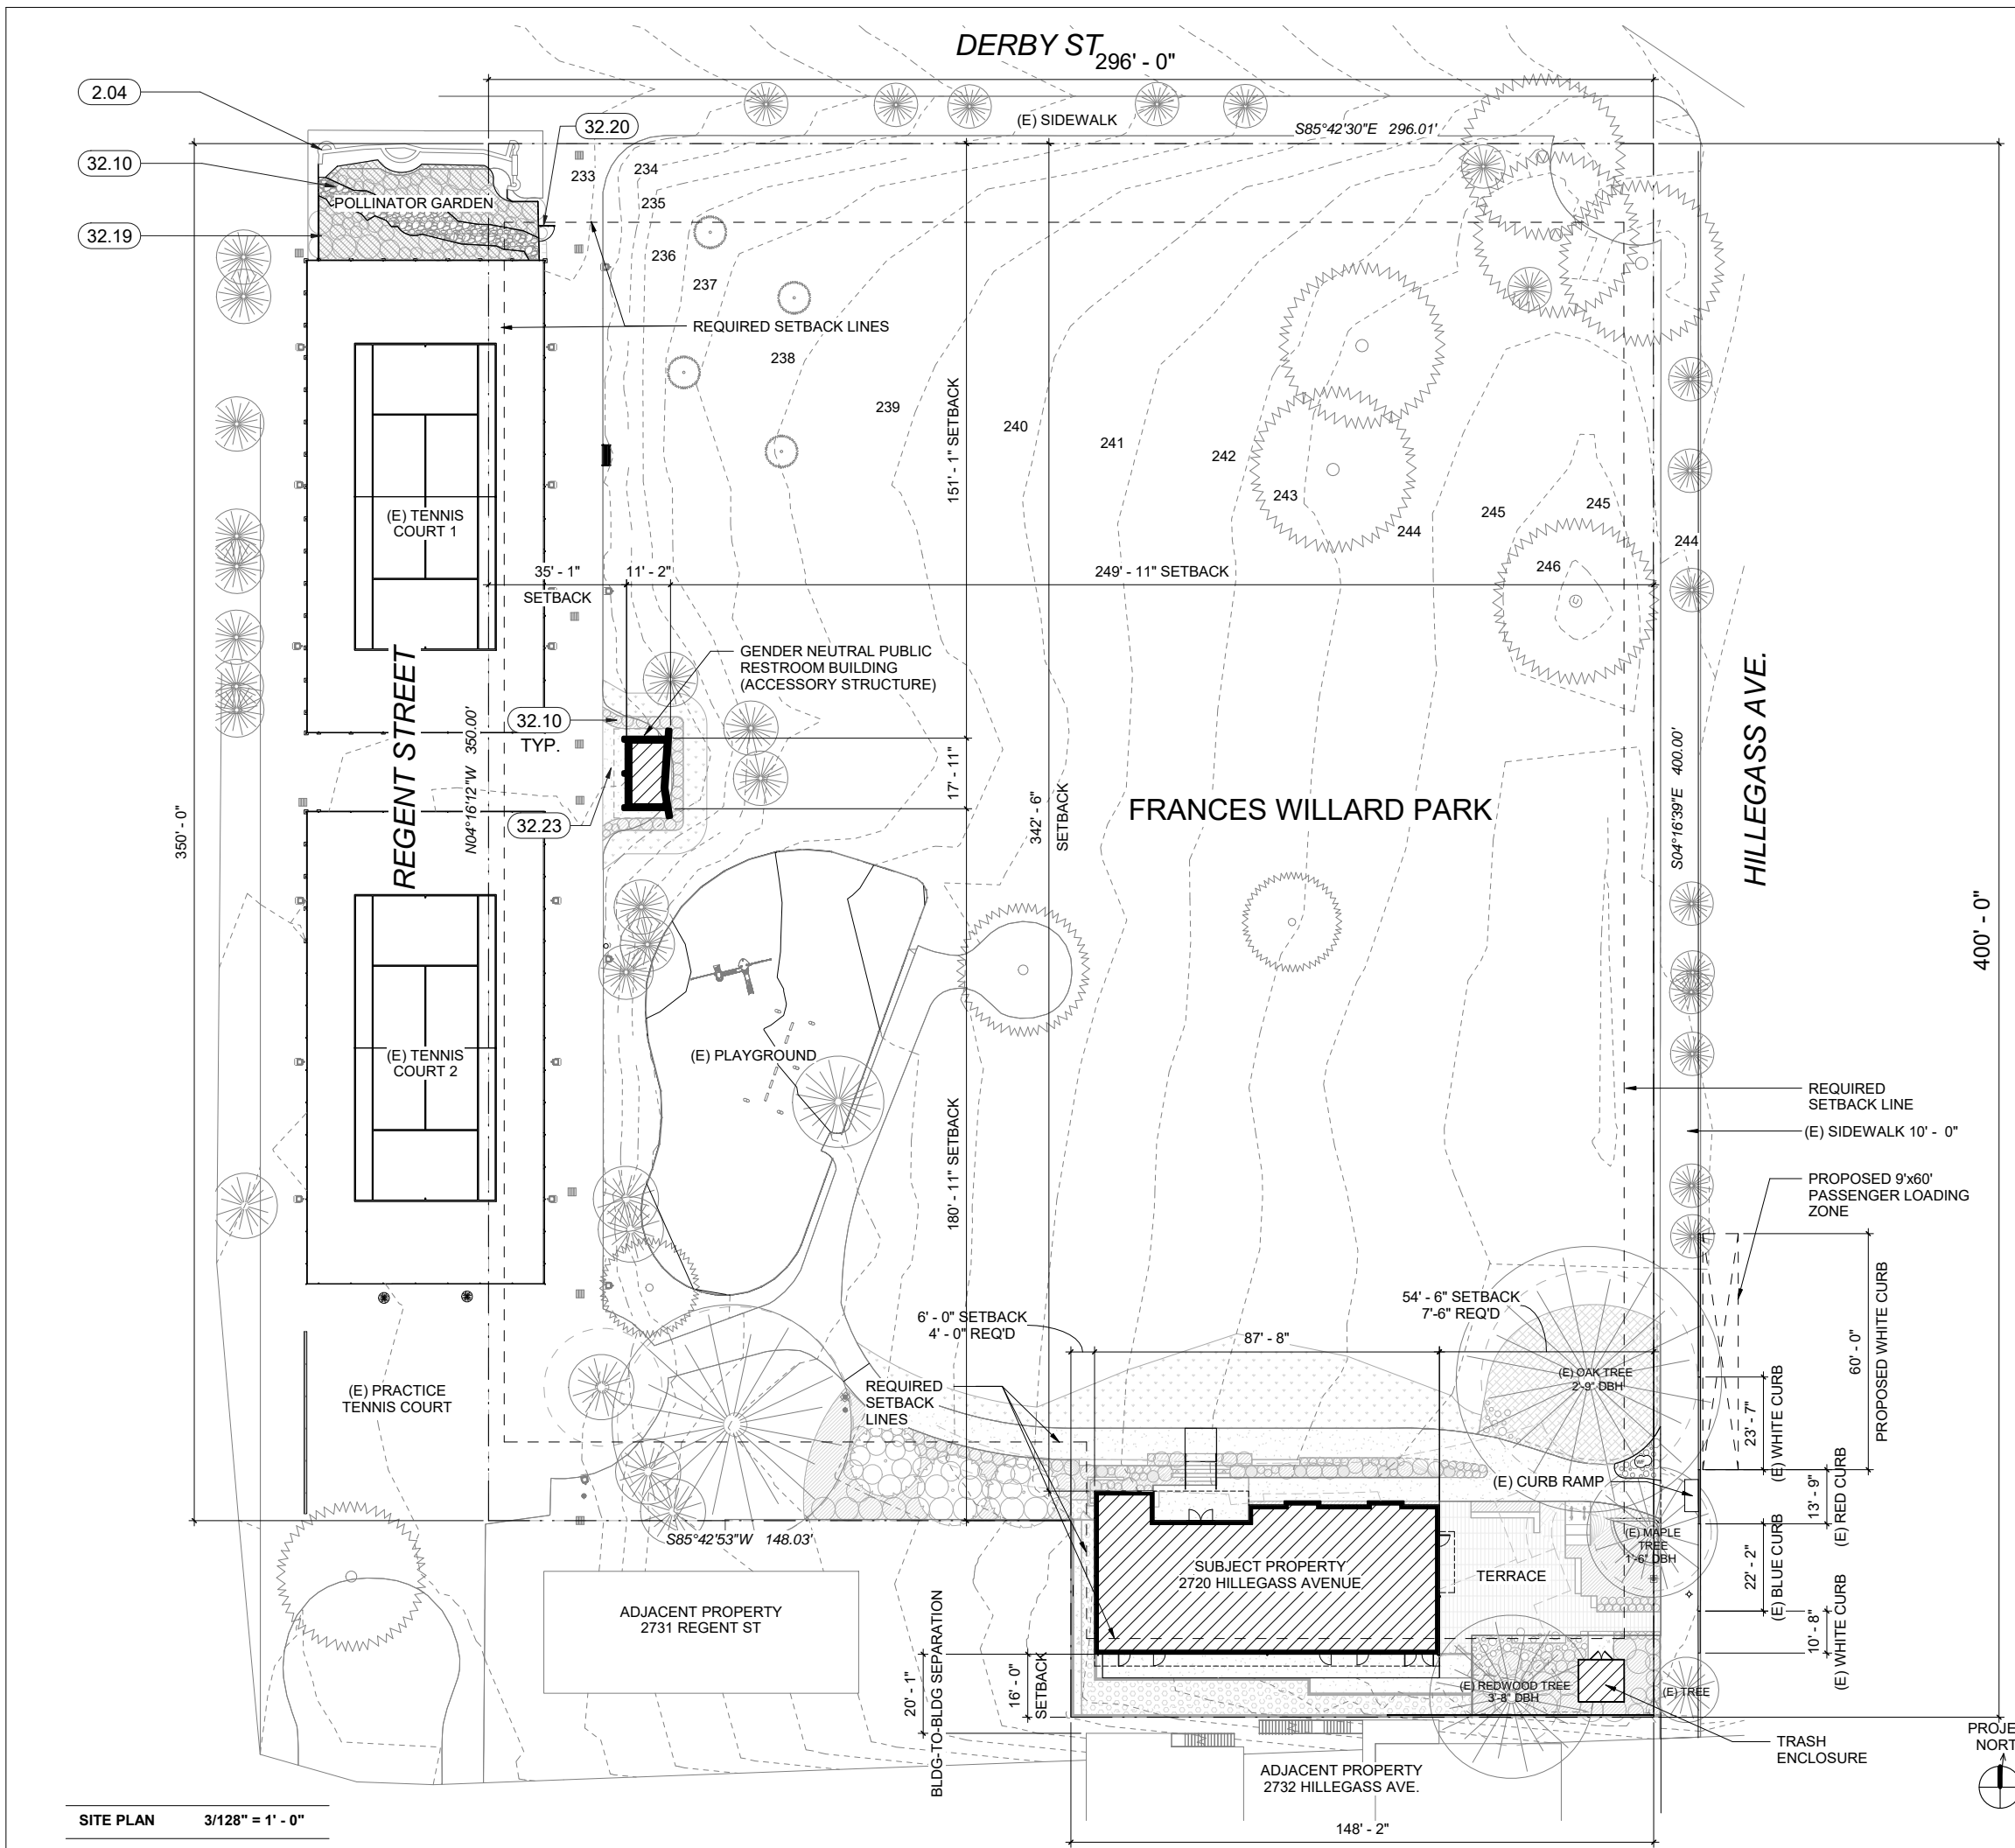 DERBY ST
296' - 0"
2.04
32.20
(E) SIDEWALK
S85°42'30"E 296.01'
32.10
233
234
POLLINATOR GARDEN
235
32.19
236
237
REQUIRED SETBACK LINES
238
239
240
241
242
243
244
245
245
244
246
151' - 1" SETBACK
(E) TENNIS
COURT 1
35' - 1"
SETBACK
11' - 2"
249' - 11" SETBACK
GENDER NEUTRAL PUBLIC
RESTROOM BUILDING
(ACCESSORY STRUCTURE)
32.10
TYP.
REGENT STREET
N04°16'12"W 350.00'
HILLEGASS AVE.
S04°16'39"E 400.00'
350' - 0"
17' - 11"
342' - 6"
SETBACK
32.23
FRANCES WILLARD PARK
400' - 0"
(E) TENNIS
COURT 2
(E) PLAYGROUND
REQUIRED
SETBACK LINE
(E) SIDEWALK 10' - 0"
PROPOSED 9'x60'
PASSENGER LOADING
ZONE
180' - 11" SETBACK
6' - 0" SETBACK
4' - 0" REQ'D
87' - 8"
54' - 6" SETBACK
7'-6" REQ'D
60' - 0"
PROPOSED WHITE CURB
(E) OAK TREE
2'-9" DBH
23' - 7"
(E) WHITE CURB
(E) PRACTICE
TENNIS COURT
REQUIRED
SETBACK
LINES
(E) CURB RAMP
13' - 9"
(E) RED CURB
S85°42'53"W 148.03'
(E) MAPLE
TREE
1'-6" DBH
22' - 2"
(E) BLUE CURB
SUBJECT PROPERTY
2720 HILLEGASS AVENUE
TERRACE
ADJACENT PROPERTY
2731 REGENT ST
10' - 8"
(E) WHITE CURB
20' - 1"
BLDG-TO-BLDG SEPARATION
16' - 0"
SETBACK
(E) REDWOOD TREE
3'-8" DBH
(E) TREE
TRASH
ENCLOSURE
PROJE
NORT
ADJACENT PROPERTY
2732 HILLEGASS AVE.
SITE PLAN 3/128" = 1' - 0"
148' - 2"